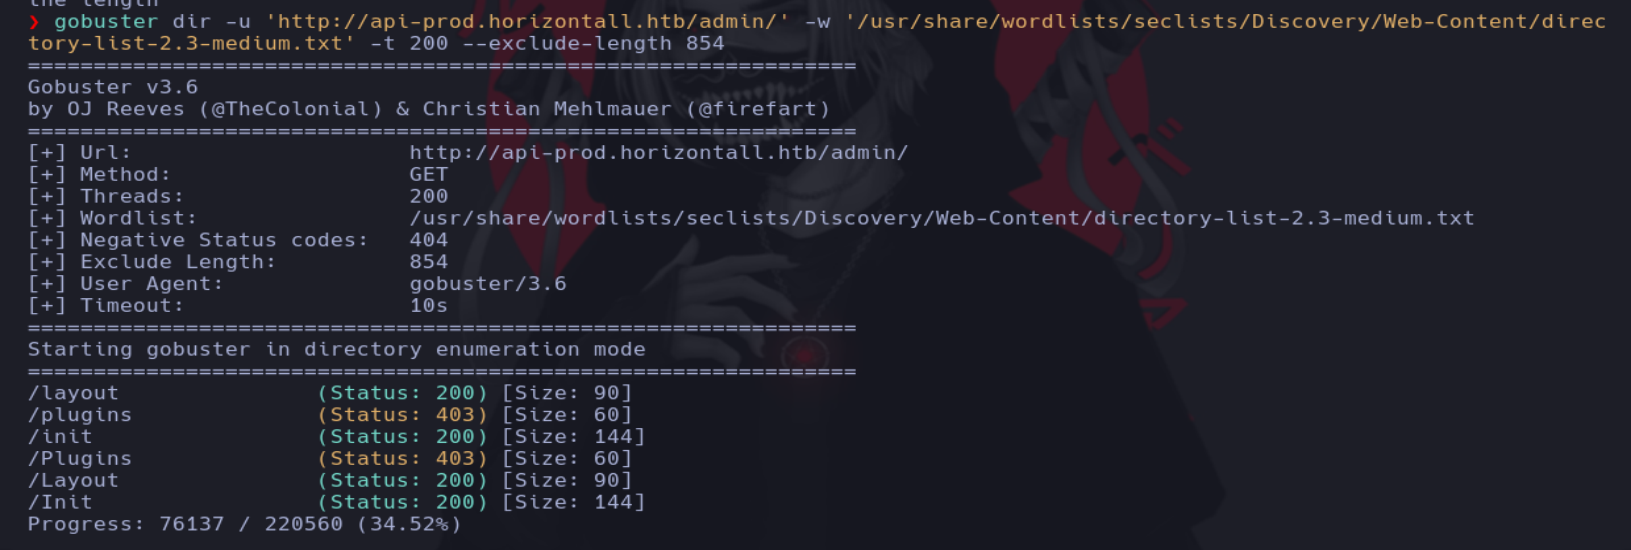 the length
❯ gobuster dir -u 'http://api-prod.horizontall.htb/admin/' -w '/usr/share/wordlists/seclists/Discovery/Web-Content/direc
tory-list-2.3-medium.txt' -t 200 --exclude-length 854
===============================================================
Gobuster v3.6
by OJ Reeves (@TheColonial) & Christian Mehlmauer (@firefart)
===============================================================
[+] Url:                     http://api-prod.horizontall.htb/admin/
[+] Method:                  GET
[+] Threads:                 200
[+] Wordlist:                /usr/share/wordlists/seclists/Discovery/Web-Content/directory-list-2.3-medium.txt
[+] Negative Status codes:   404
[+] Exclude Length:          854
[+] User Agent:              gobuster/3.6
[+] Timeout:                 10s
===============================================================
Starting gobuster in directory enumeration mode
===============================================================
/layout               (Status: 200) [Size: 90]
/plugins              (Status: 403) [Size: 60]
/init                 (Status: 200) [Size: 144]
/Plugins              (Status: 403) [Size: 60]
/Layout               (Status: 200) [Size: 90]
/Init                 (Status: 200) [Size: 144]
Progress: 76137 / 220560 (34.52%)